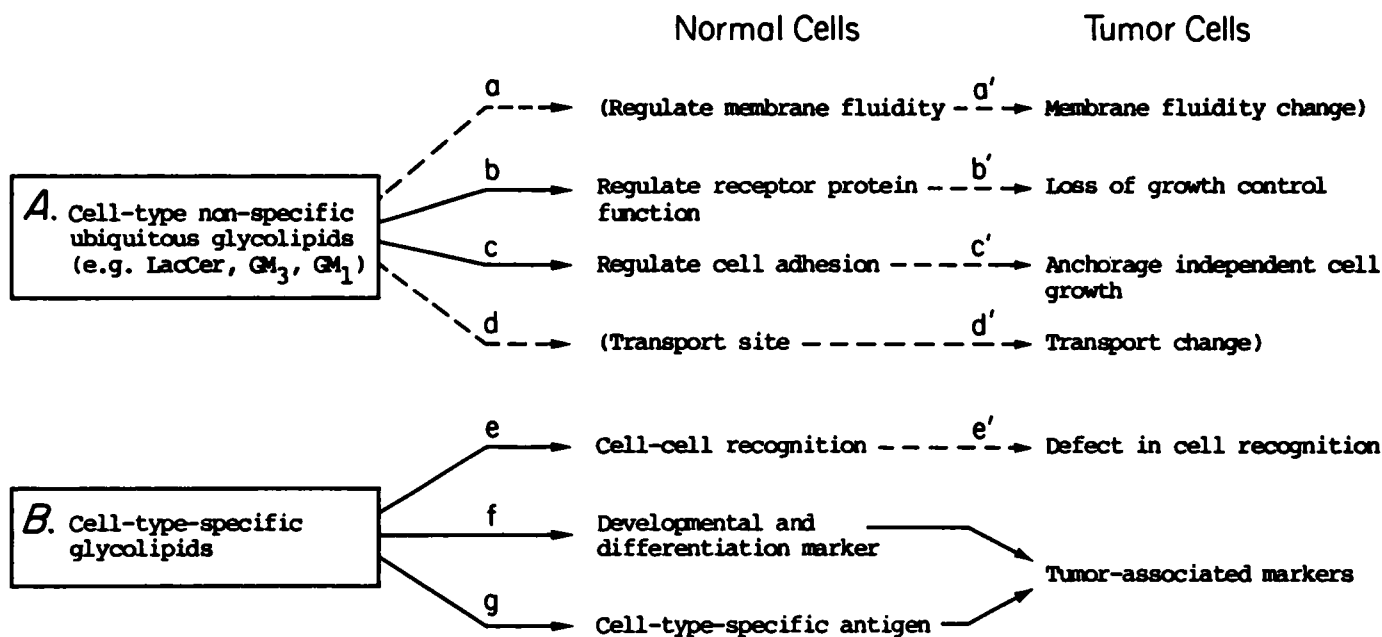 Normal Cells Tumor Cells
a (Regulate membrane fluidity a′ Membrane fluidity change)
b Regulate receptor protein function b′ Loss of growth control
A. Cell-type non-specific ubiquitous glycolipids (e.g. LacCer, GM3, GM1)
c Regulate cell adhesion c′ Anchorage independent cell growth
d (Transport site d′ Transport change)
e Cell-cell recognition e′ Defect in cell recognition
B. Cell-type-specific glycolipids
f Developmental and differentiation marker
Tumor-associated markers
g Cell-type-specific antigen